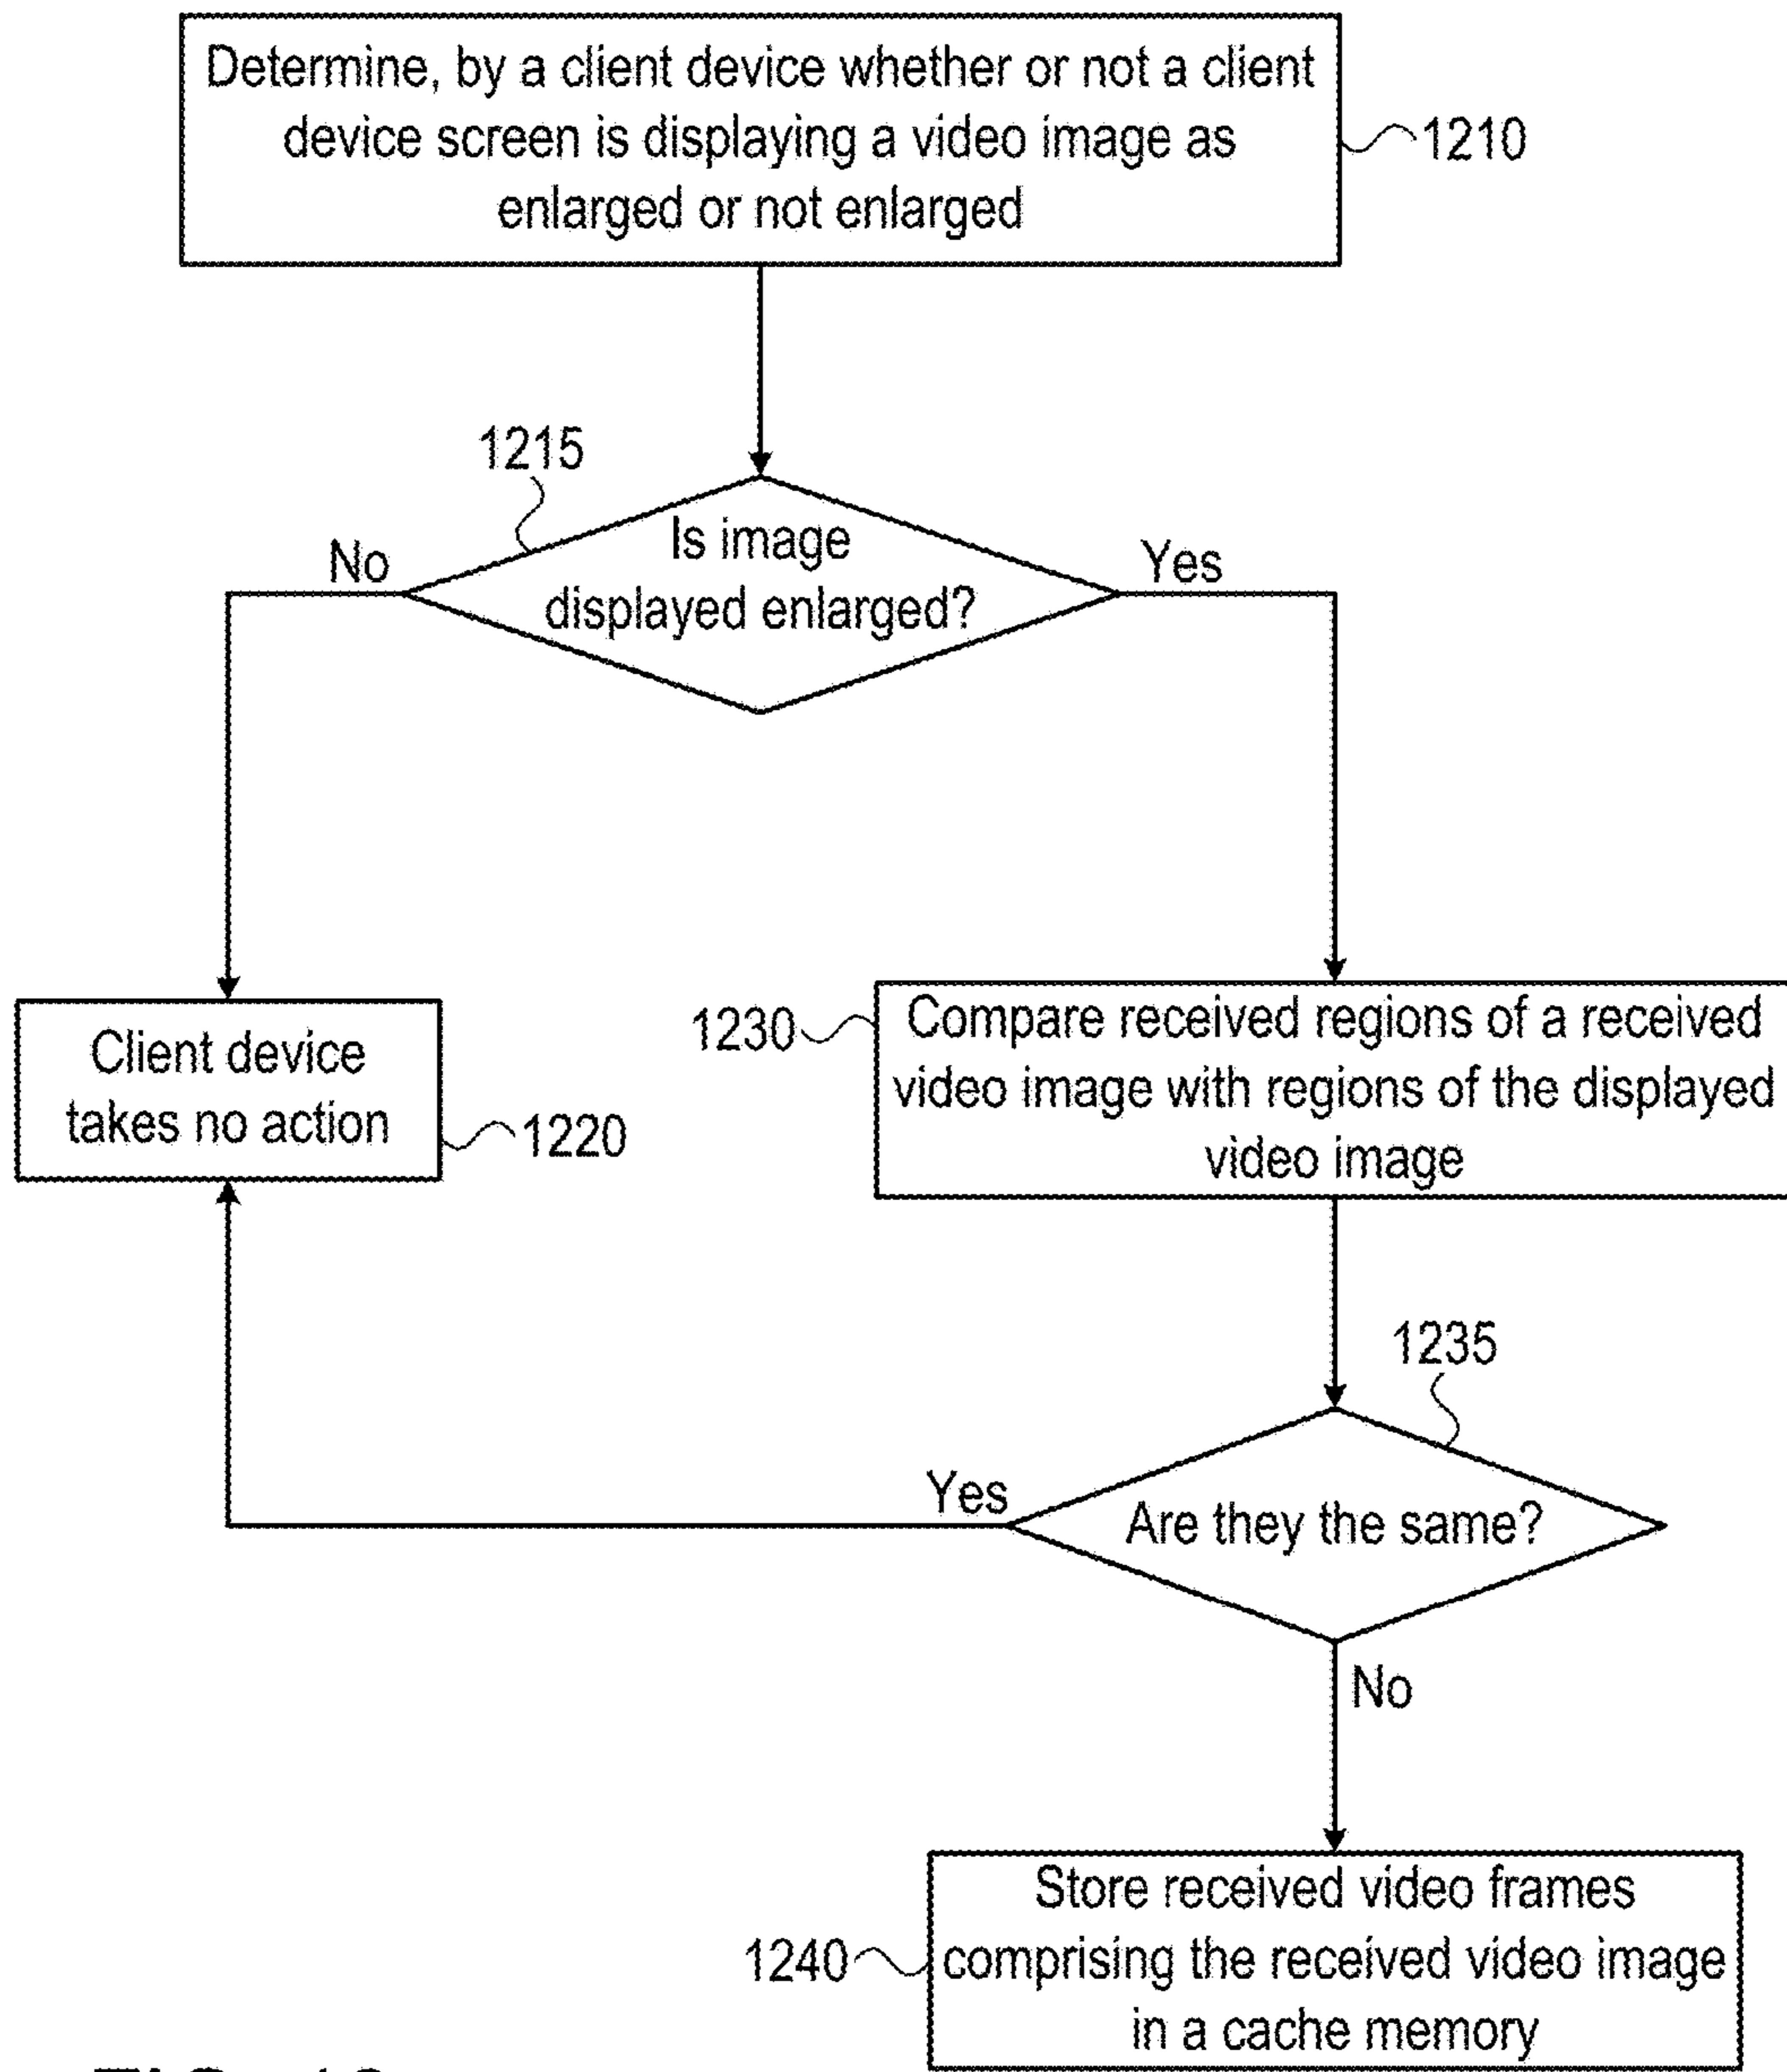 Determine, by a client device whether or not a client
device screen is displaying a video image as
enlarged or not enlarged
1210
1215
Is image
displayed enlarged?
No
Yes
Client device
takes no action
1220
1230
Compare received regions of a received
video image with regions of the displayed
video image
1235
Are they the same?
Yes
No
1240
Store received video frames
comprising the received video image
in a cache memory